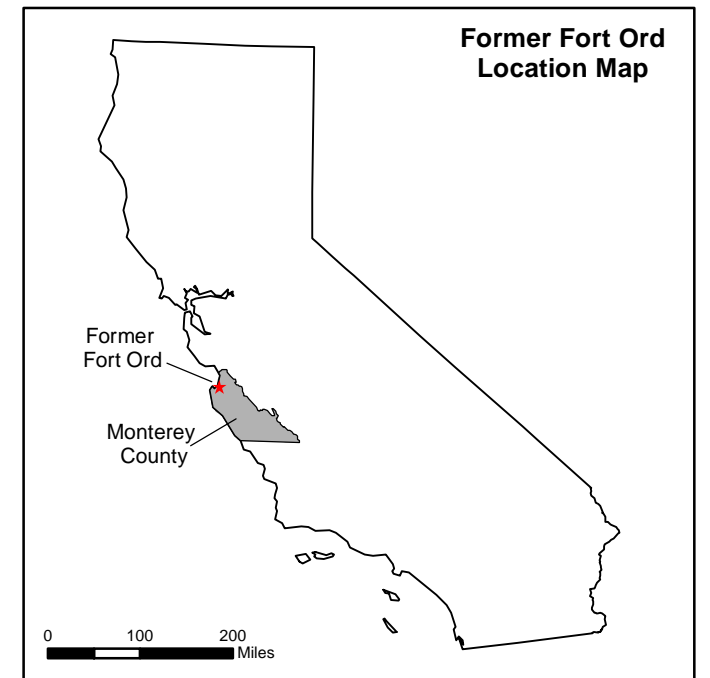 Former Fort Ord
Location Map
Former
Fort Ord
Monterey
County
0 100 200
Miles